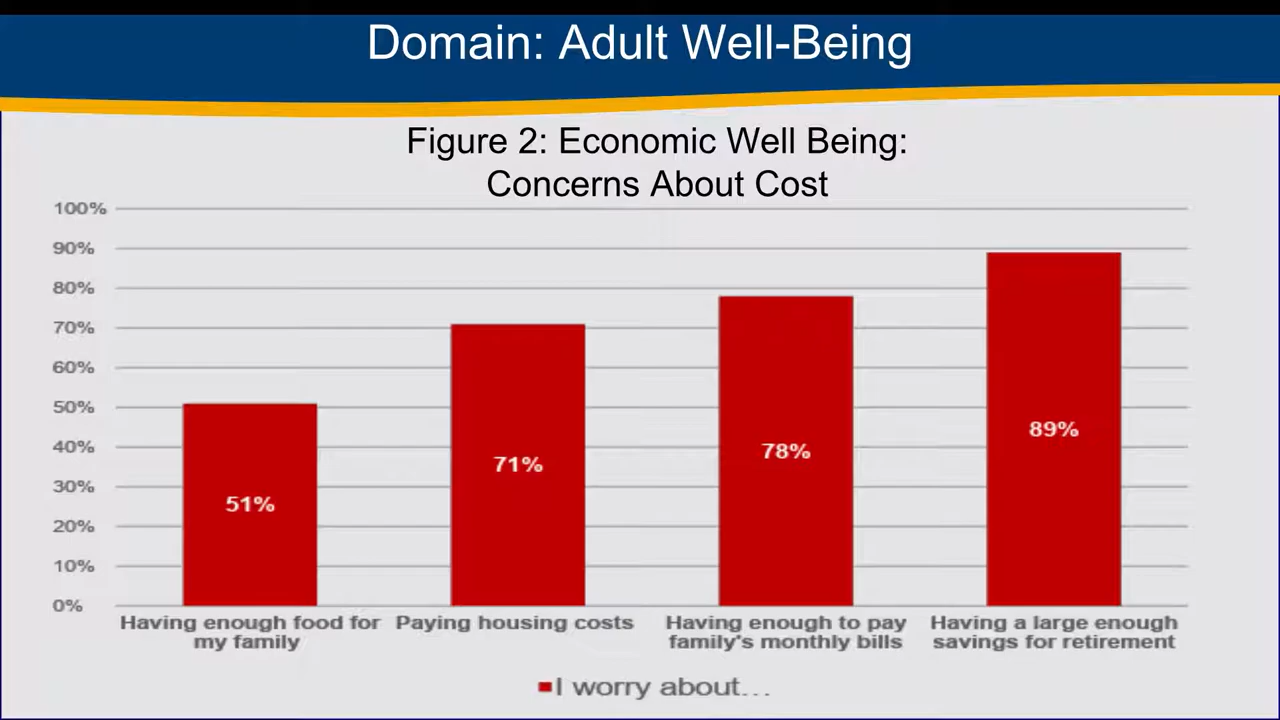 Domain: Adult Well-Being
Figure 2: Economic Well Being:
Concerns About Cost
100%
90%
80%
70%
60%
50%
40%
30%
20%
10%
0%
51%
71%
78%
89%
Having enough food for
my family
Paying housing costs
Having enough to pay
family's monthly bills
Having a large enough
savings for retirement
I worry about...